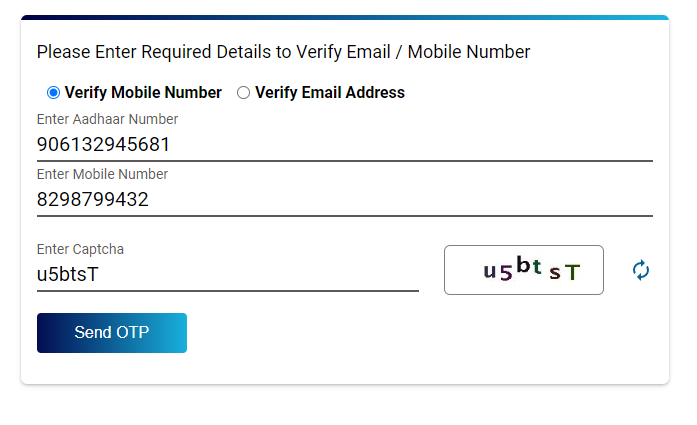 Please Enter Required Details to Verify Email / Mobile Number
Verify Mobile Number Verify Email Address
Enter Aadhaar Number
906132945681
Enter Mobile Number
8298799432
Enter Captcha
u5btsT
u5btsT
Send OTP